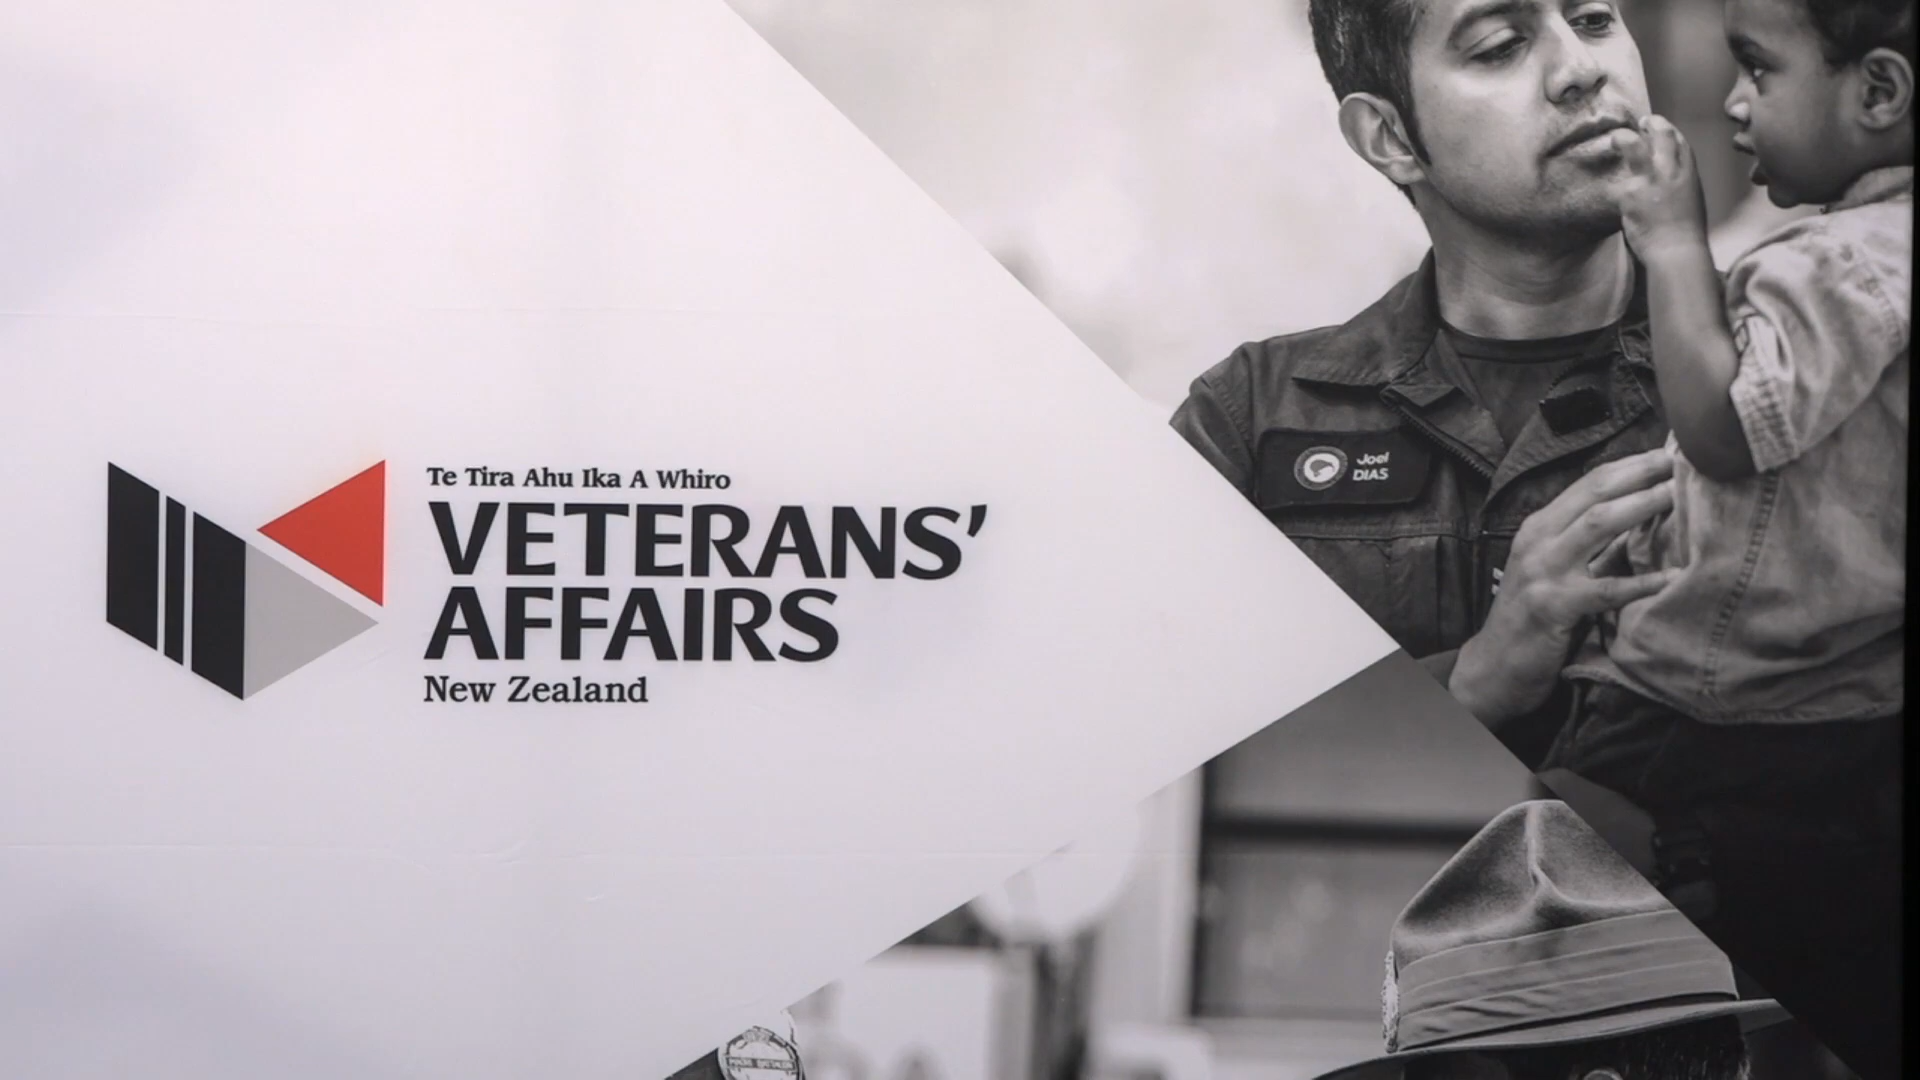 Te Tira Ahu Ika A Whiro
VETERANS'
AFFAIRS
New Zealand
Joel
DIAS